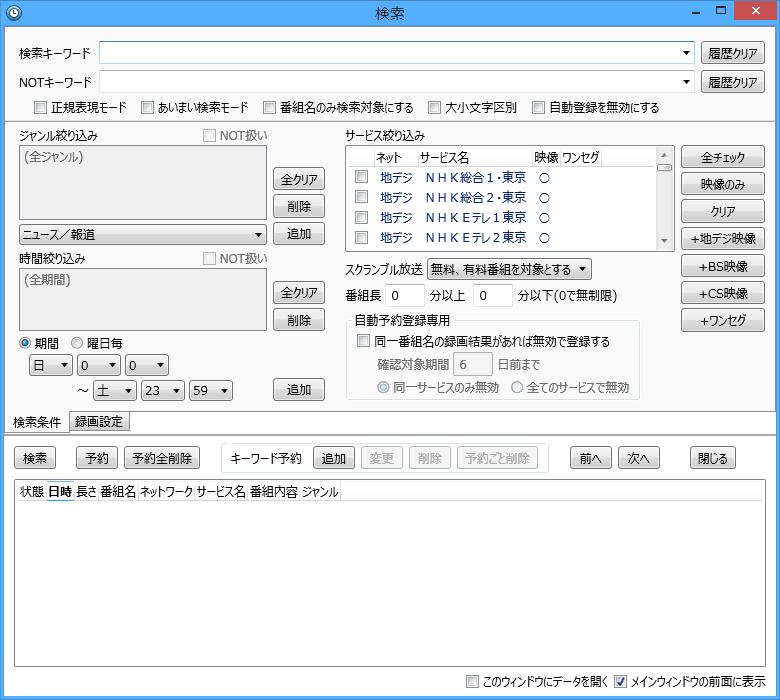 検索
検索キーワード 履歴クリア
NOTキーワード 履歴クリア
正規表現モード あいまい検索モード 番組名のみ検索対象にする 大小文字区別 自動登録を無効にする
ジャンル絞り込み NOT扱い
(全ジャンル)
全クリア
削除
ニュース／報道 追加
時間絞り込み NOT扱い
(全期間)
全クリア
削除
期間 曜日毎
日 0 0
～ 土 23 59 追加
サービス絞り込み
ネット サービス名 映像 ワンセグ
地デジ ＮＨＫ総合１・東京 ○
地デジ ＮＨＫ総合２・東京 ○
地デジ ＮＨＫＥテレ１東京 ○
地デジ ＮＨＫＥテレ２東京 ○
全チェック
映像のみ
クリア
+地デジ映像
+BS映像
+CS映像
+ワンセグ
スクランブル放送 無料、有料番組を対象とする
番組長 0 分以上 0 分以下(0で無制限)
自動予約登録専用
同一番組名の録画結果があれば無効で登録する
確認対象期間 6 日前まで
同一サービスのみ無効 全てのサービスで無効
検索条件 録画設定
検索 予約 予約全削除 キーワード予約 追加 変更 削除 予約ごと削除 前へ 次へ 閉じる
状態 日時 長さ 番組名 ネットワーク サービス名 番組内容 ジャンル
このウィンドウにデータを開く メインウィンドウの前面に表示